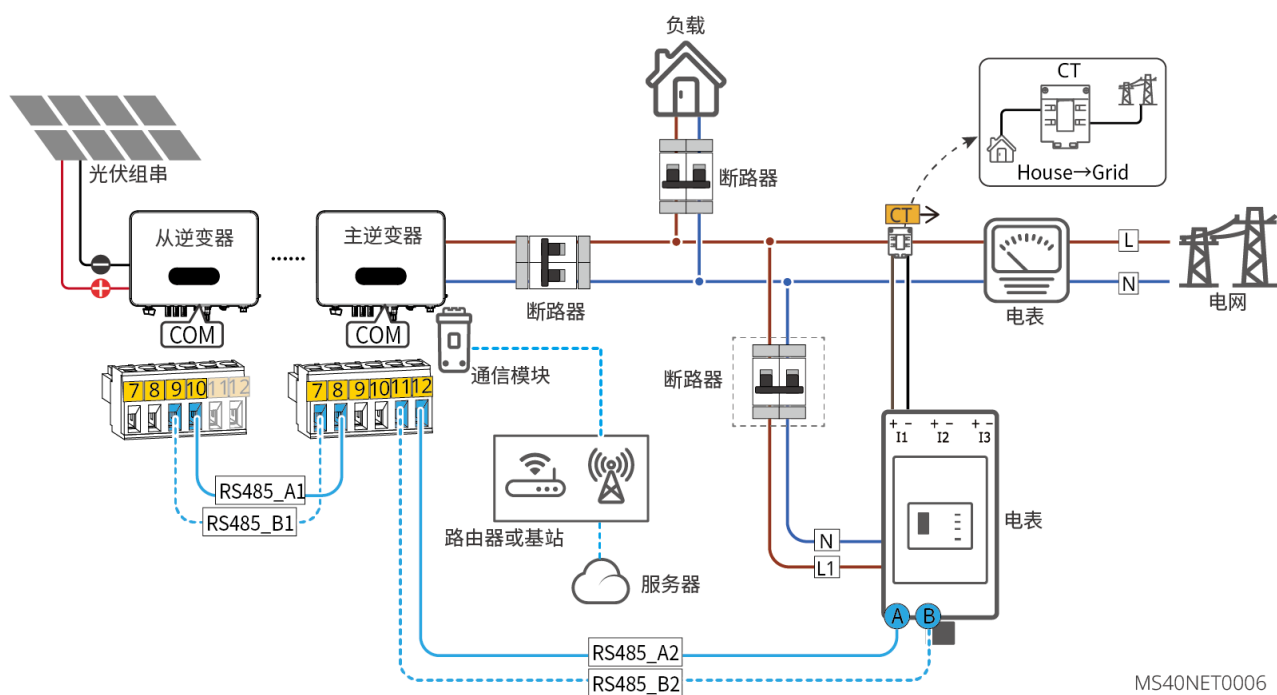 负载
CT
House→Grid
光伏组串
断路器
CT
从逆变器
......
主逆变器
L
N
断路器
电表
电网
COM
COM
通信模块
断路器
7 8 9 10 11 12
7 8 9 10 11 12
+ - + - + -
I1 I2 I3
RS485_A1
RS485_B1
路由器或基站
电表
N
L1
服务器
A B
RS485_A2
RS485_B2
MS40NET0006